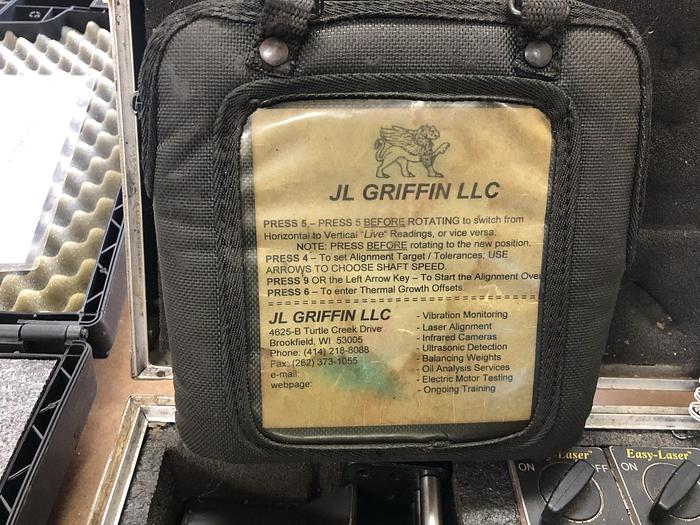 JL GRIFFIN LLC
PRESS 5 – PRESS 5 BEFORE ROTATING to switch from
Horizontal to Vertical "Live" Readings, or vice versa.
NOTE: PRESS BEFORE rotating to the new position.
PRESS 4 – To set Alignment Target / Tolerances, USE
ARROWS TO CHOOSE SHAFT SPEED.
PRESS 9 OR the Left Arrow Key – To Start the Alignment Over
PRESS 6 – To enter Thermal Growth Offsets.
JL GRIFFIN LLC
4625-B Turtle Creek Drive
Brookfield, WI 53005
Phone: (414) 218-8088
Fax: (262) 373-1055
e-mail:
webpage:
- Vibration Monitoring
- Laser Alignment
- Infrared Cameras
- Ultrasonic Detection
- Balancing Weights
- Oil Analysis Services
- Electric Motor Testing
- Ongoing Training
-Laser™
ON
FF
Easy-Laser™
ON